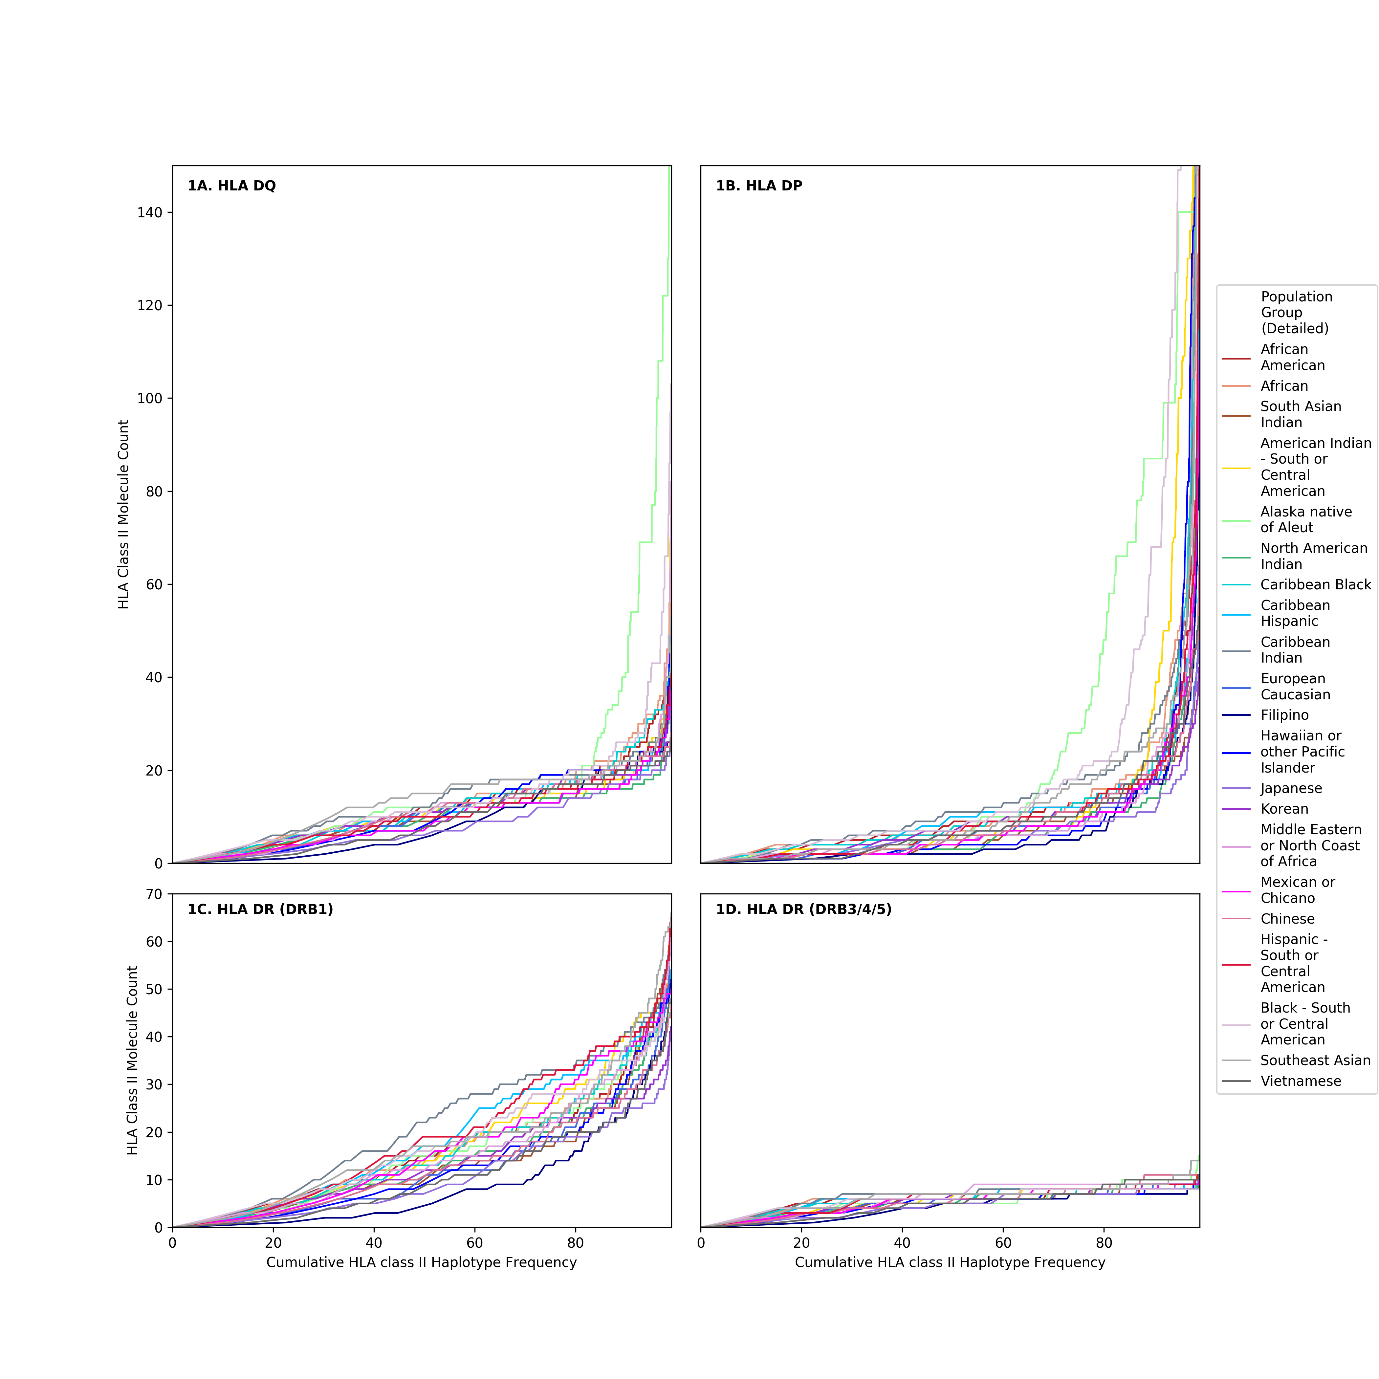 1A. HLA DQ
1B. HLA DP
140
120
100
80
60
40
20
0
HLA Class II Molecule Count
1C. HLA DR (DRB1)
1D. HLA DR (DRB3/4/5)
70
60
50
40
30
20
10
0
HLA Class II Molecule Count
0 20 40 60 80
0 20 40 60 80
Cumulative HLA class II Haplotype Frequency
Cumulative HLA class II Haplotype Frequency
Population
Group
(Detailed)
African
American
African
South Asian
Indian
American Indian
- South or
Central
American
Alaska native
of Aleut
North American
Indian
Caribbean Black
Caribbean
Hispanic
Caribbean
Indian
European
Caucasian
Filipino
Hawaiian or
other Pacific
Islander
Japanese
Korean
Middle Eastern
or North Coast
of Africa
Mexican or
Chicano
Chinese
Hispanic -
South or
Central
American
Black - South
or Central
American
Southeast Asian
Vietnamese